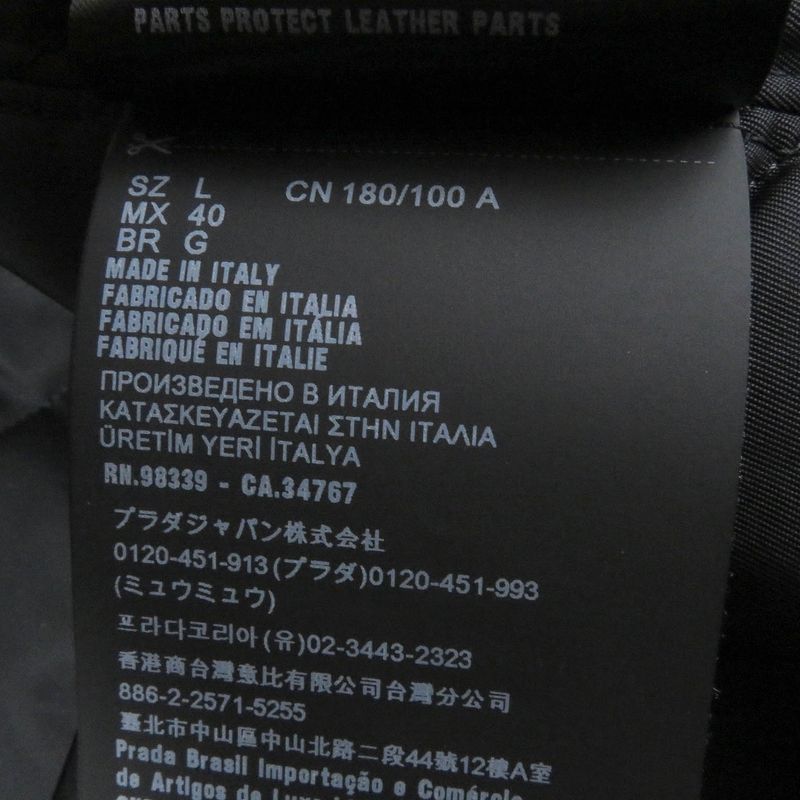 PARTS PROTECT LEATHER PARTS
SZ L CN 180/100 A
MX 40
BR G
MADE IN ITALY
FABRICADO EN ITALIA
FABRICADO EM ITÁLIA
FABRIQUÉ EN ITALIE
ПРОИЗВЕДЕНО В ИТАЛИЯ
ΚΑΤΑΣΚΕΥΑΖΕΤΑΙ ΣΤΗΝ ΙΤΑΛΙΑ
ÜRETİM YERİ İTALYA
RN.98339 - CA.34767
プラダジャパン株式会社
0120-451-913(プラダ)0120-451-993
(ミュウミュウ)
프라다코리아(유)02-3443-2323
香港商台灣意比有限公司台灣分公司
886-2-2571-5255
臺北市中山區中山北路二段44號12樓A室
Prada Brasil Importação e Comércio
de Artigos de